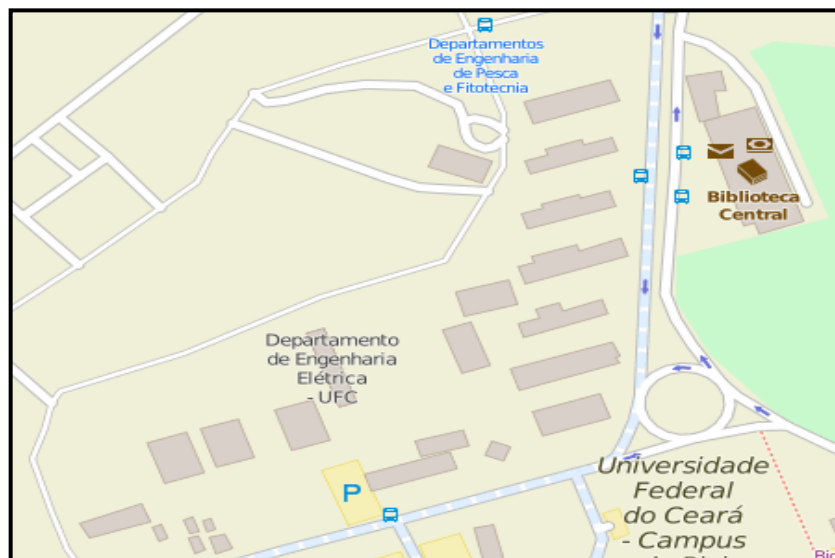 Departamentos
de Engenharia
de Pesca
e Fitotecnia
Biblioteca
Central
Departamento
de Engenharia
Elétrica
- UFC
P
Universidade
Federal
do Ceará
- Campus